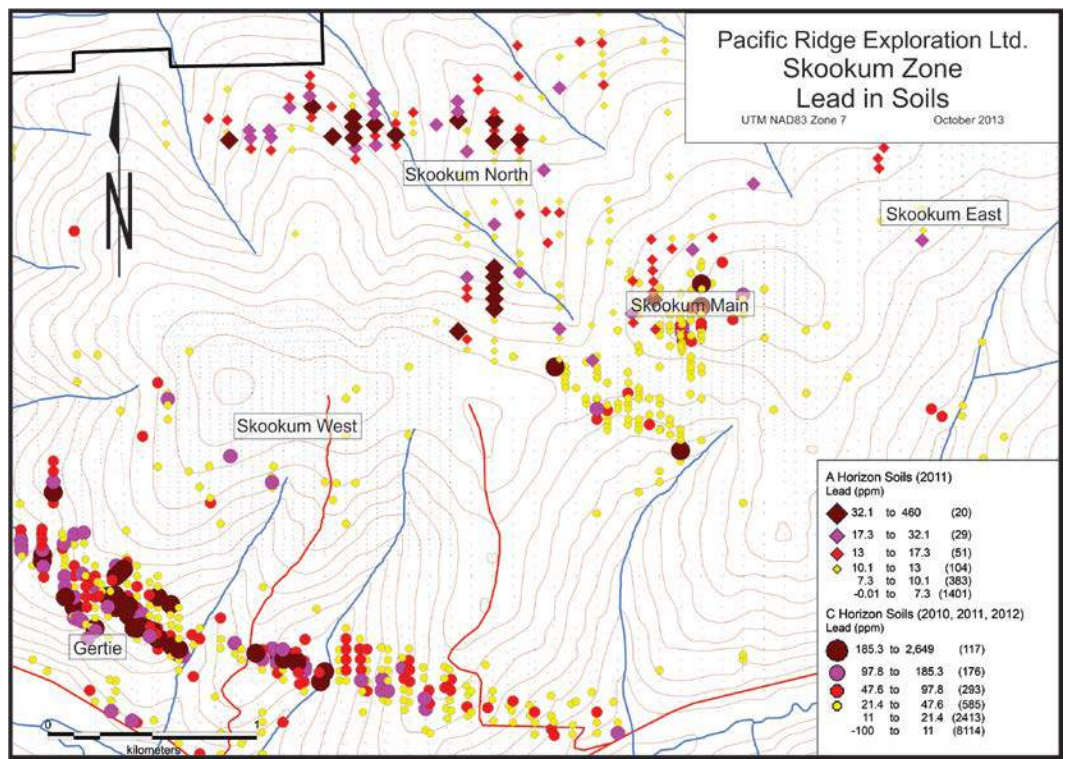 Pacific Ridge Exploration Ltd.
Skookum Zone
Lead in Soils
UTM NAD83 Zone 7 October 2013
N
Skookum North
Skookum East
Skookum Main
Skookum West
Gertie
0 1
kilometers
A Horizon Soils (2011)
Lead (ppm)
32.1 to 460 (20)
17.3 to 32.1 (29)
13 to 17.3 (51)
10.1 to 13 (104)
7.3 to 10.1 (383)
-0.01 to 7.3 (1401)
C Horizon Soils (2010, 2011, 2012)
Lead (ppm)
185.3 to 2,649 (117)
97.8 to 185.3 (176)
47.6 to 97.8 (293)
21.4 to 47.6 (585)
11 to 21.4 (2413)
-100 to 11 (8114)